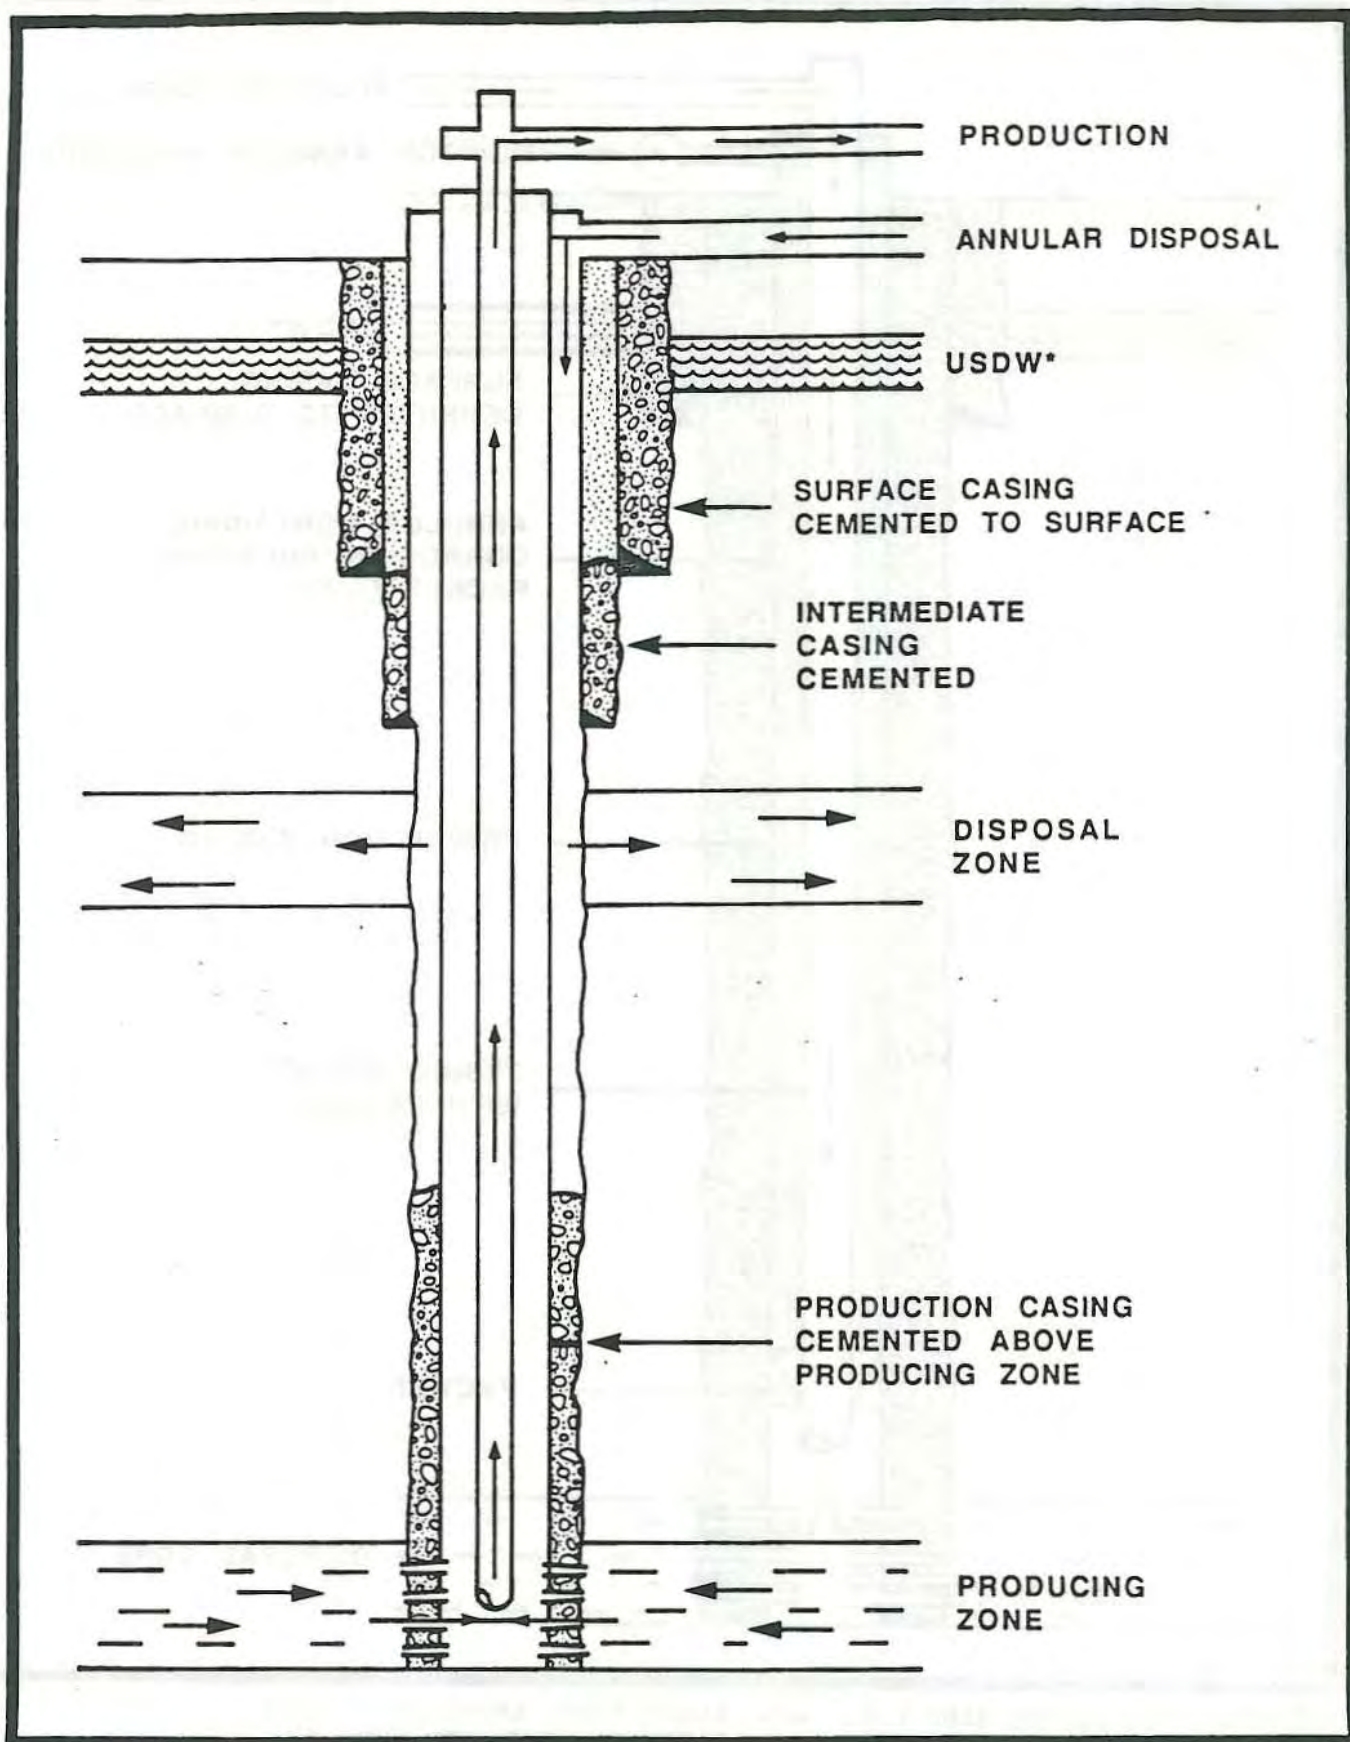 PRODUCTION
ANNULAR DISPOSAL
USDW*
SURFACE CASING
CEMENTED TO SURFACE
INTERMEDIATE
CASING
CEMENTED
DISPOSAL
ZONE
PRODUCTION CASING
CEMENTED ABOVE
PRODUCING ZONE
PRODUCING
ZONE